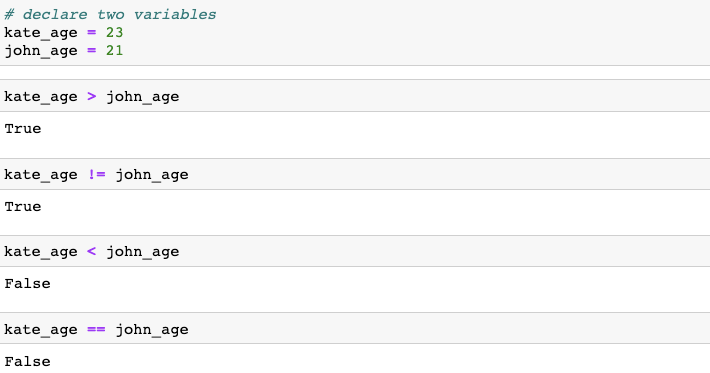 # declare two variables
kate_age = 23
john_age = 21
kate_age > john_age
True
kate_age != john_age
True
kate_age < john_age
False
kate_age == john_age
False